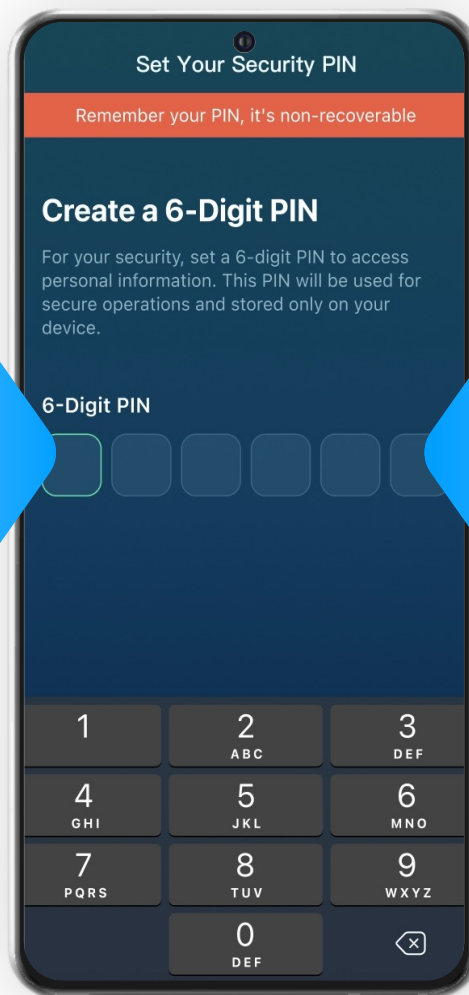 Set Your Security PIN
Remember your PIN, it's non-recoverable
Create a 6-Digit PIN
For your security, set a 6-digit PIN to access
personal information. This PIN will be used for
secure operations and stored only on your
device.
6-Digit PIN
1 2 3
ABC DEF
4 5 6
GHI JKL MNO
7 8 9
PQRS TUV WXYZ
0
DEF